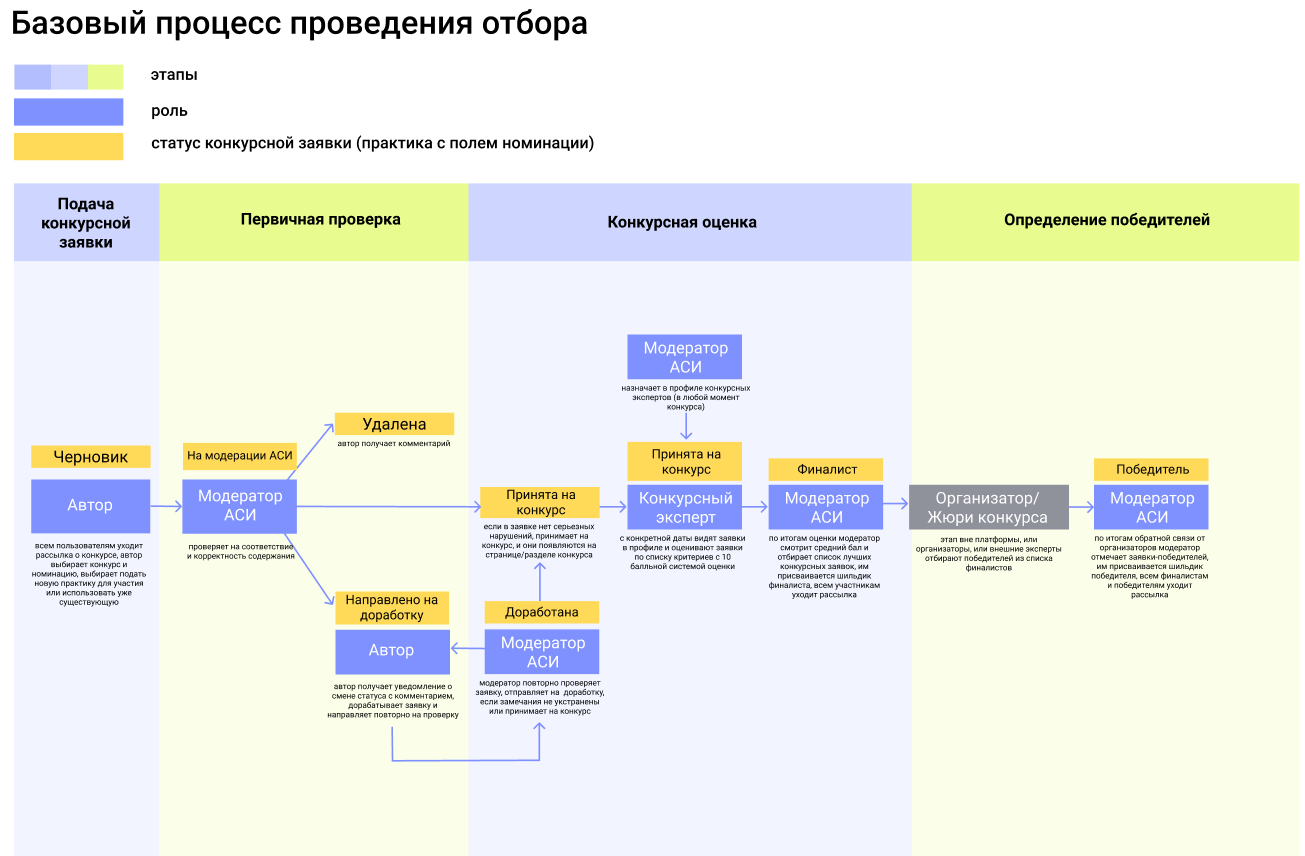 Базовый процесс проведения отбора
этапы
роль
статус конкурсной заявки (практика с полем номинации)
Подача
конкурсной
заявки
Первичная проверка
Конкурсная оценка
Определение победителей
Черновик
Автор
всем пользователям уходит
рассылка о конкурсе, автор
выбирает конкурс и
номинацию, выбирает подать
новую практику для участия
или использовать уже
существующую
На модерации АСИ
Модератор
АСИ
проверяет на соответствие
и корректность содержания
Удалена
автор получает комментарий
Направлено на
доработку
Автор
автор получает уведомление о
смене статуса с комментарием,
дорабатывает заявку и
направляет повторно на проверку
Принята на
конкурс
если в заявке нет серьезных
нарушений, принимает на
конкурс, и они появляются на
странице/разделе конкурса
Доработана
Модератор
АСИ
модератор повторно проверяет
заявку, отправляет на доработку,
если замечания не укстранены
или принимает на конкурс
Модератор
АСИ
назначает в профиле конкурсных
экспертов (в любой момент
конкурса)
Принята на
конкурс
Конкурсный
эксперт
с конкретной даты видят заявки
в профиле и оценивают заявки
по списку критериев с 10
балльной системой оценки
Финалист
Модератор
АСИ
по итогам оценки модератор
смотрит средний бал и
отбирает список лучших
конкурсных заявок, им
присваивается шильдик
финалиста, всем участникам
уходит рассылка
Организатор/
Жюри конкурса
этап вне платформы, или
организаторы, или внешние эксперты
отбирают победителей из списка
финалистов
Победитель
Модератор
АСИ
по итогам обратной связи от
организаторов модератор
отмечает заявки-победителей,
им присваивается шильдик
победителя, всем финалистам
и победителям уходит
рассылка